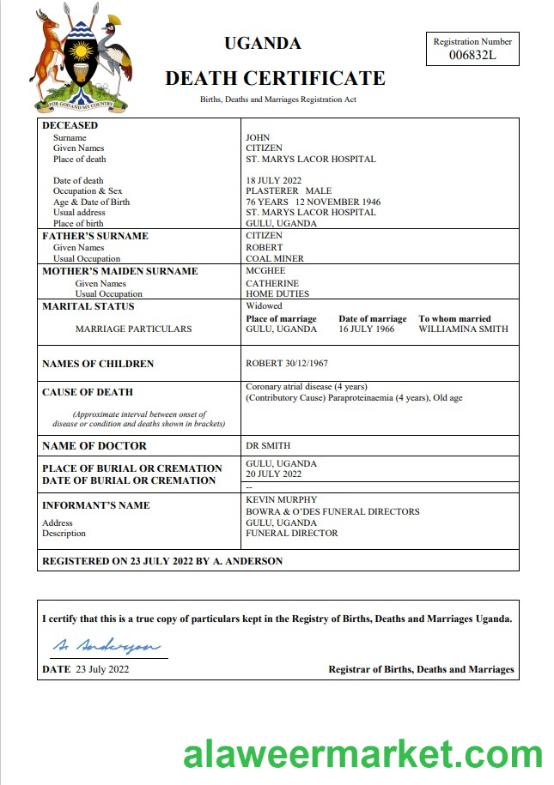 FOR GOD AND MY COUNTRY
UGANDA
DEATH CERTIFICATE
Births, Deaths and Marriages Registration Act
Registration Number
006832L
DECEASED
Surname JOHN
Given Names CITIZEN
Place of death ST. MARYS LACOR HOSPITAL
Date of death 18 JULY 2022
Occupation & Sex PLASTERER MALE
Age & Date of Birth 76 YEARS 12 NOVEMBER 1946
Usual address ST. MARYS LACOR HOSPITAL
Place of birth GULU, UGANDA
FATHER'S SURNAME CITIZEN
Given Names ROBERT
Usual Occupation COAL MINER
MOTHER'S MAIDEN SURNAME MCGHEE
Given Names CATHERINE
Usual Occupation HOME DUTIES
MARITAL STATUS Widowed
Place of marriage Date of marriage To whom married
MARRIAGE PARTICULARS GULU, UGANDA 16 JULY 1966 WILLIAMINA SMITH
NAMES OF CHILDREN ROBERT 30/12/1967
CAUSE OF DEATH Coronary atrial disease (4 years)
(Contributory Cause) Paraproteinaemia (4 years), Old age
(Approximate interval between onset of
disease or condition and deaths shown in brackets)
NAME OF DOCTOR DR SMITH
PLACE OF BURIAL OR CREMATION GULU, UGANDA
DATE OF BURIAL OR CREMATION 20 JULY 2022
--
INFORMANT'S NAME KEVIN MURPHY
BOWRA & O'DES FUNERAL DIRECTORS
Address GULU, UGANDA
Description FUNERAL DIRECTOR
REGISTERED ON 23 JULY 2022 BY A. ANDERSON
I certify that this is a true copy of particulars kept in the Registry of Births, Deaths and Marriages Uganda.
A. Anderson
DATE 23 July 2022 Registrar of Births, Deaths and Marriages
alaweermarket.com